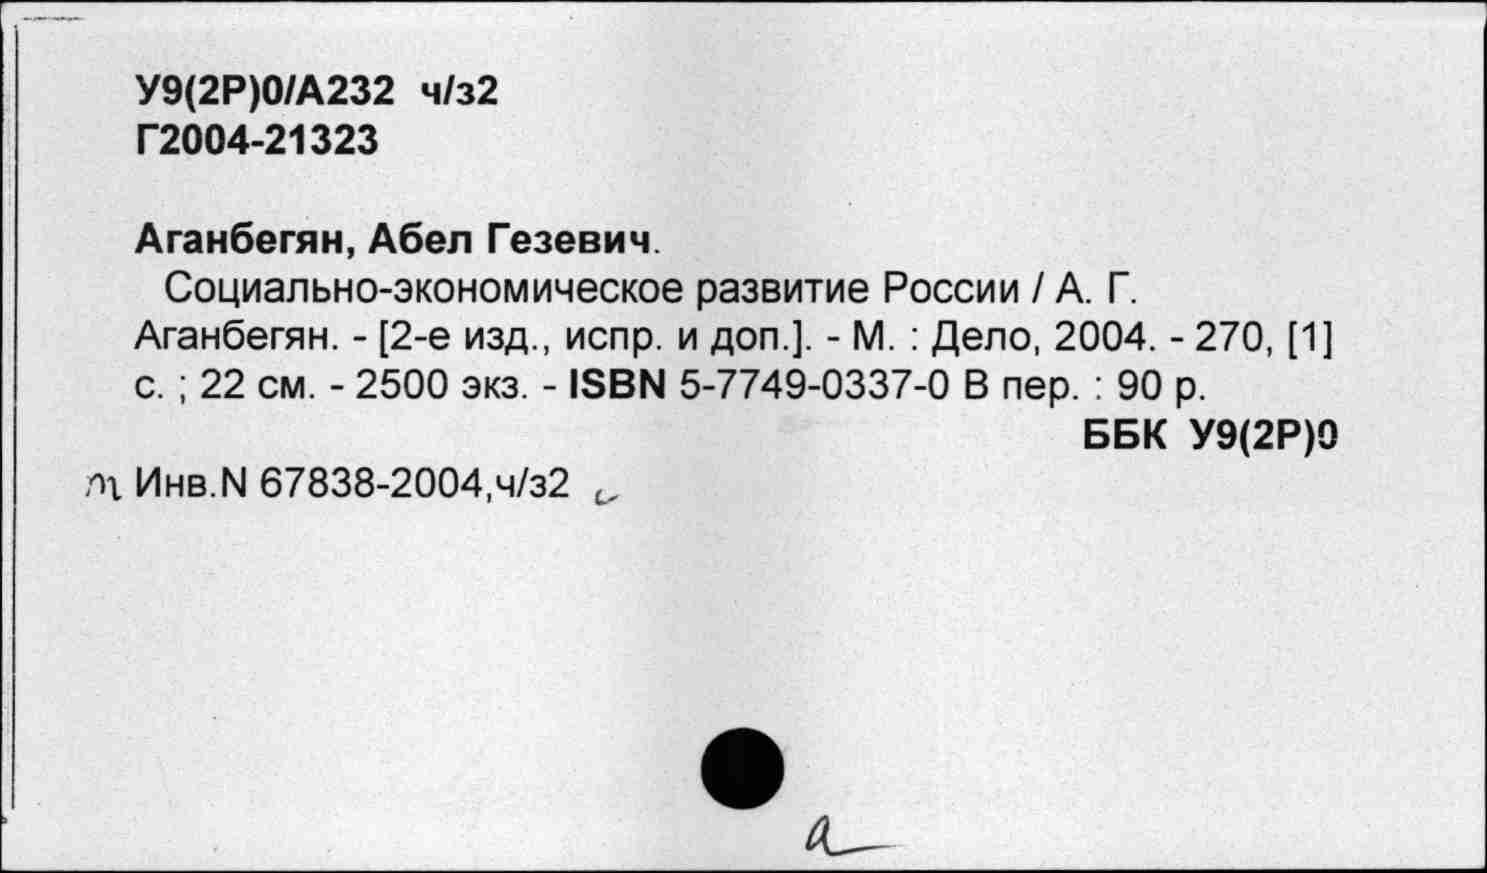 У9(2Р)0/А232 ч/з2
Г2004-21323
Аганбегян, Абел Гезевич.
Социально-экономическое развитие России / А. Г.
Аганбегян. - [2-е изд., испр. и доп.]. - М. : Дело, 2004. - 270, [1]
с. ; 22 см. - 2500 экз. - ISBN 5-7749-0337-0 В пер. : 90 р.
ББК У9(2Р)0
Инв.N 67838-2004,ч/з2
а